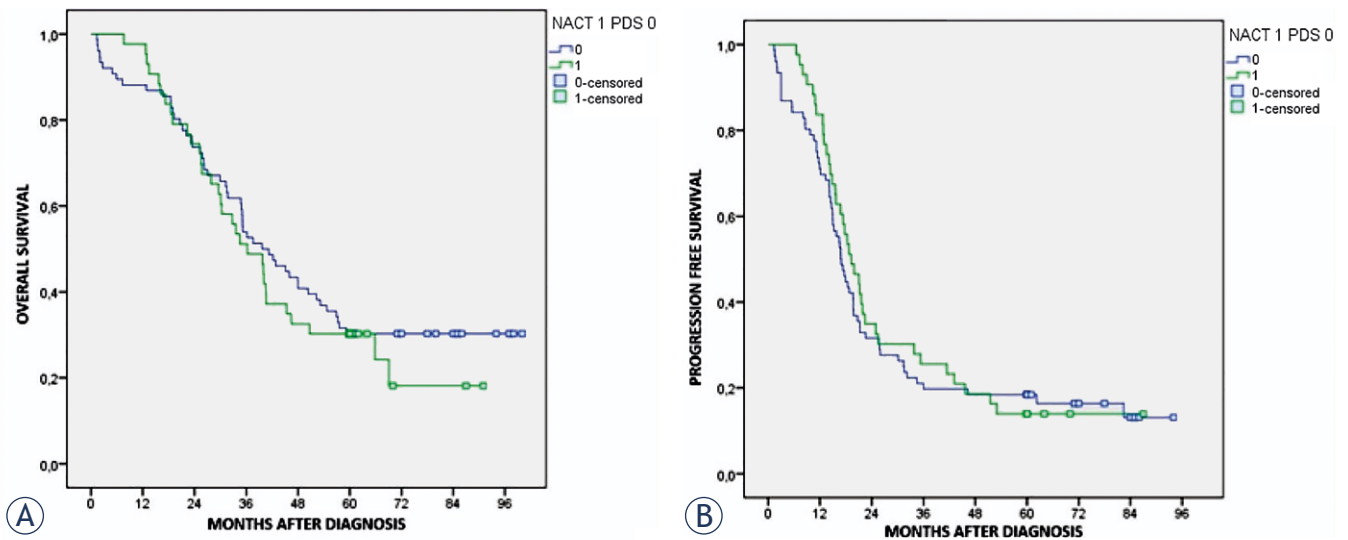 NACT 1 PDS 0
0
1
0-censored
1-censored
OVERALL SURVIVAL
1,0
0,8
0,6
0,4
0,2
0,0
0 12 24 36 48 60 72 84 96
MONTHS AFTER DIAGNOSIS
A
NACT 1 PDS 0
0
1
0-censored
1-censored
PROGRESSION FREE SURVIVAL
1,0
0,8
0,6
0,4
0,2
0,0
0 12 24 36 48 60 72 84 96
MONTHS AFTER DIAGNOSIS
B